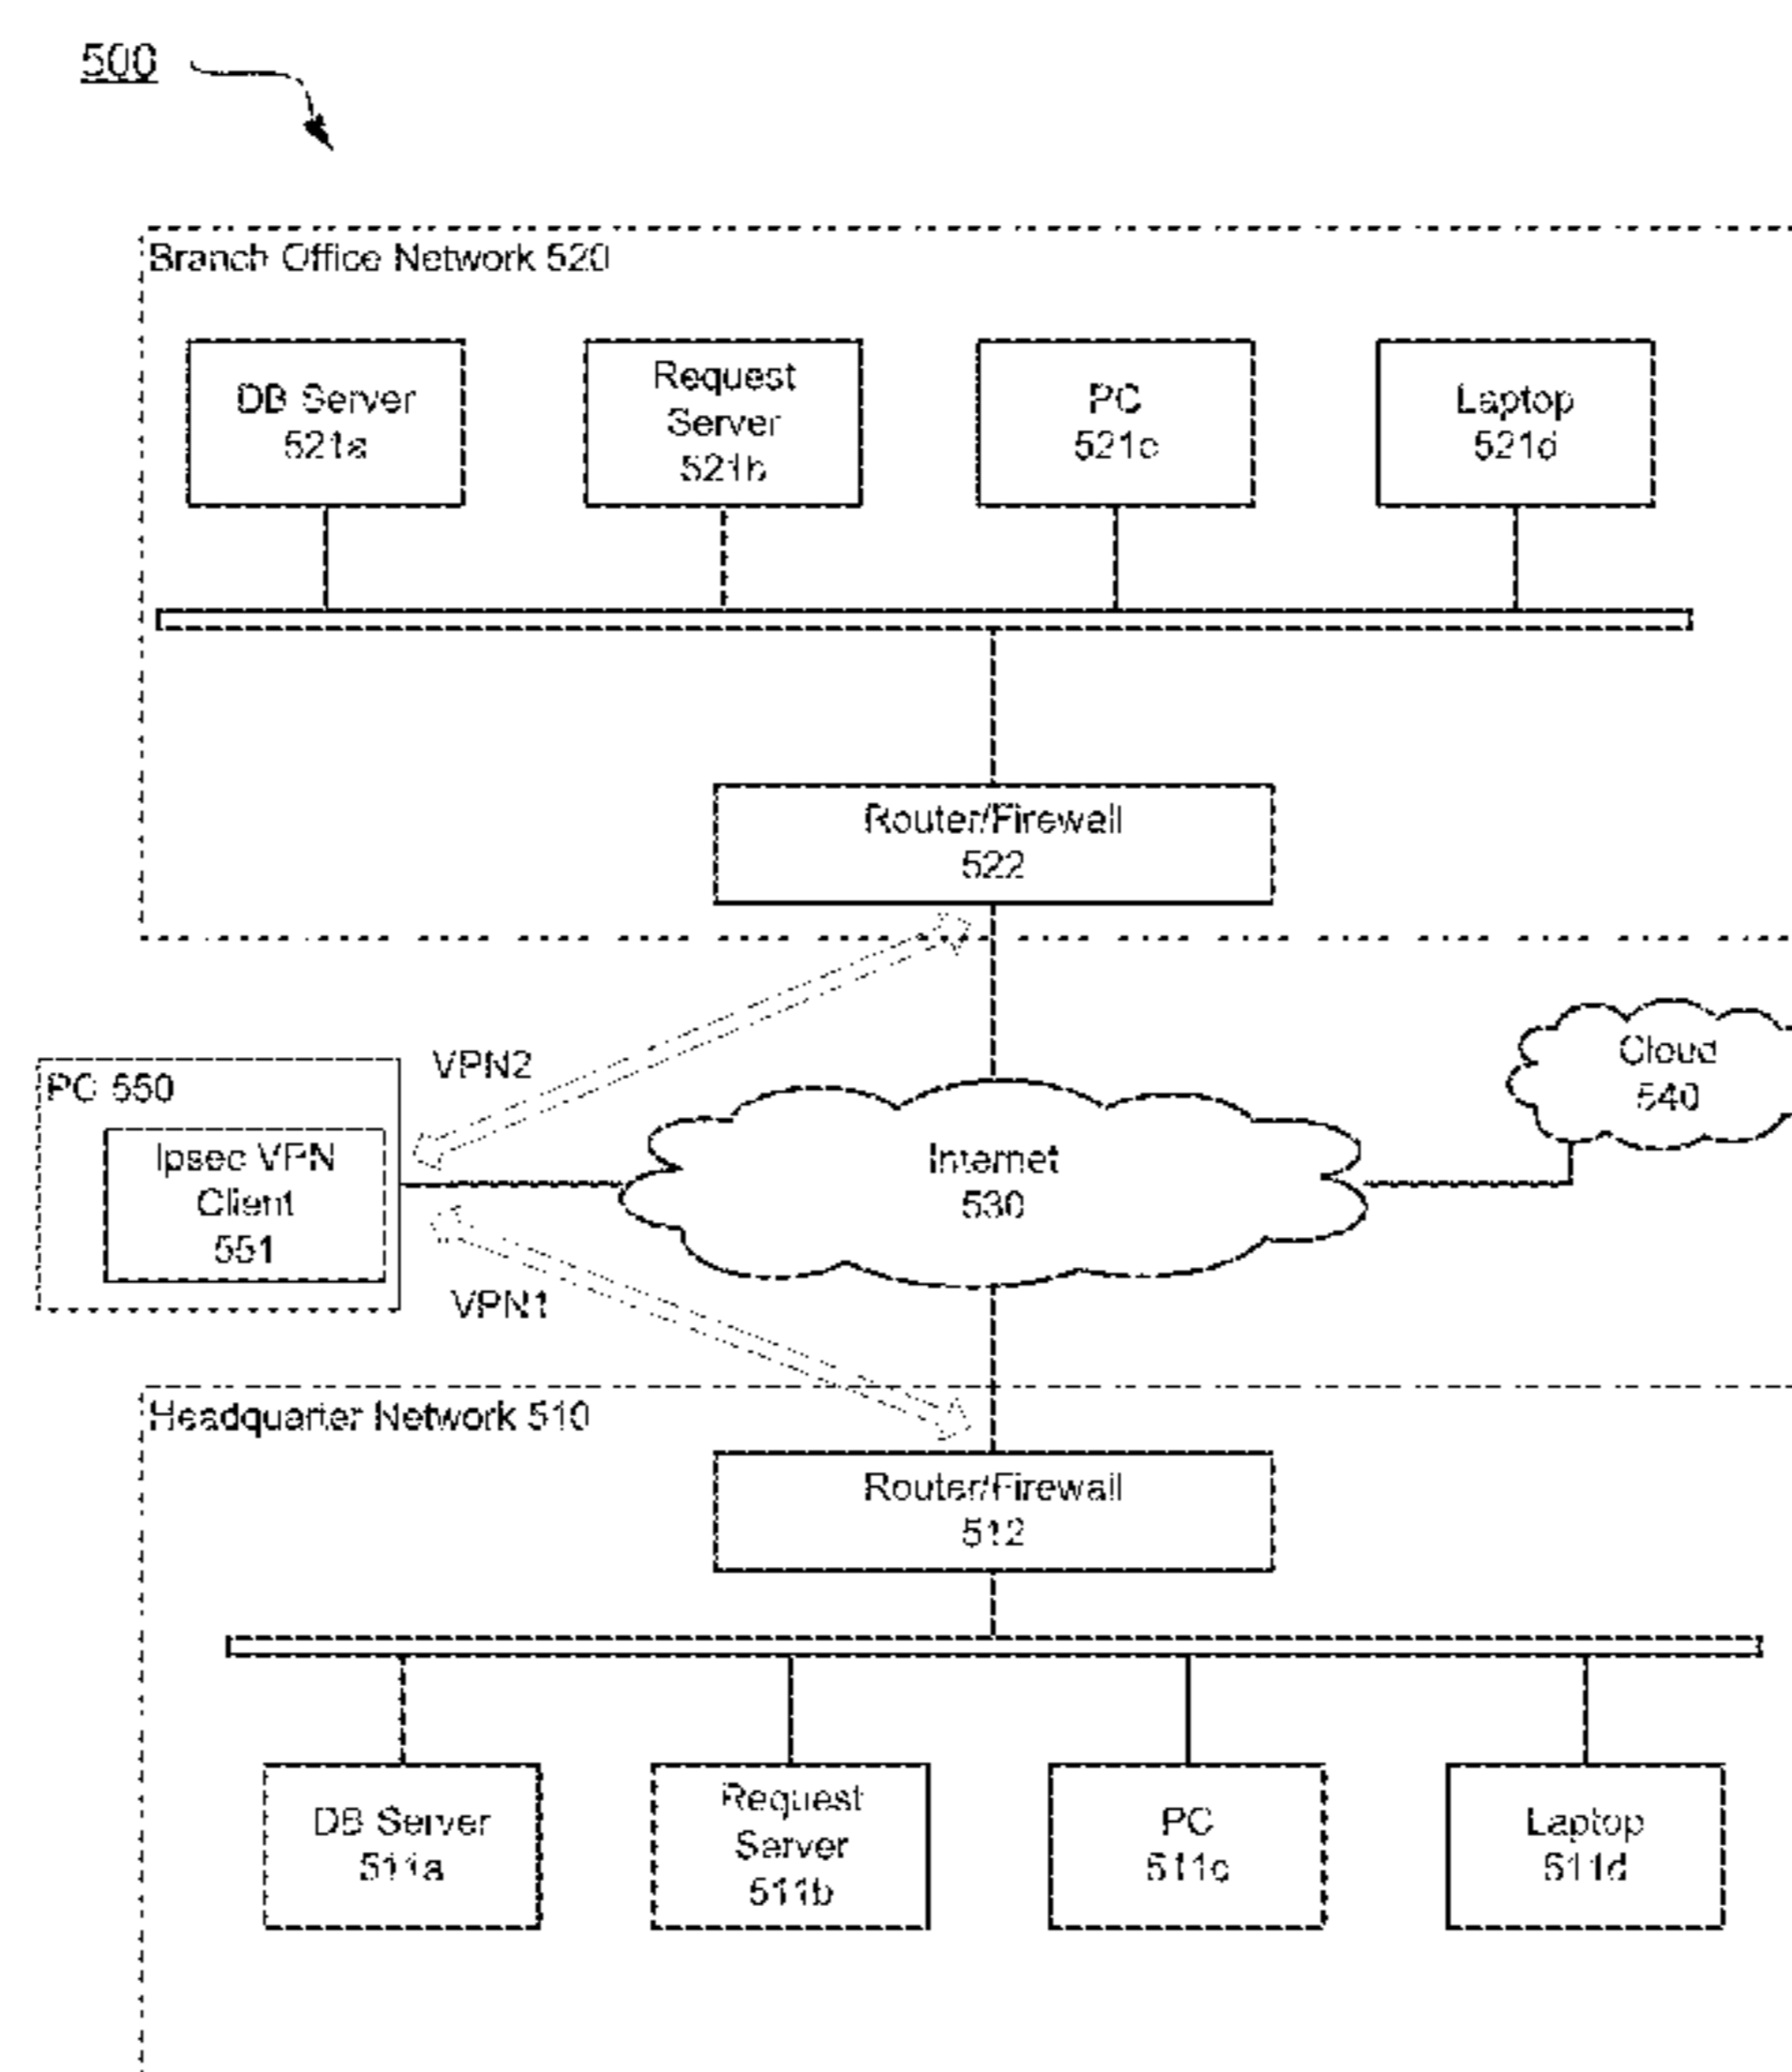 500
Branch Office Network 520
DB Server
521a
Request
Server
521b
PC
521c
Laptop
521d
Router/Firewall
522
Cloud
540
VPN2
PC 550
Ipsec VPN
Client
551
Internet
530
VPN1
Headquarter Network 510
Router/Firewall
512
DB Server
511a
Request
Server
511b
PC
511c
Laptop
511d